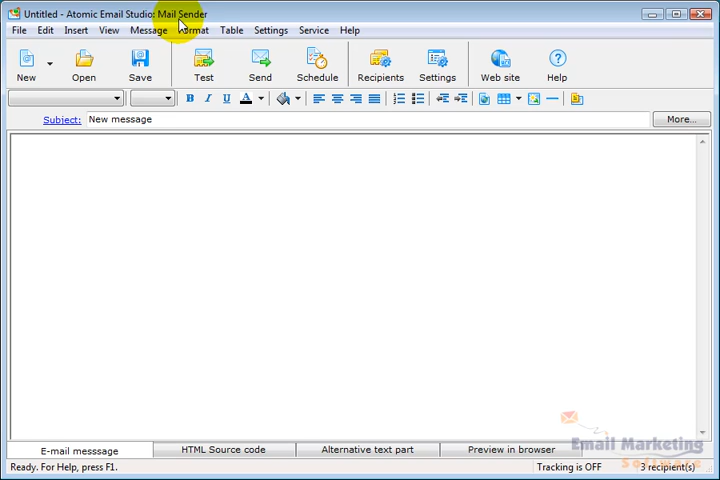 Untitled - Atomic Email Studio: Mail Sender
File Edit Insert View Message Format Table Settings Service Help
New Open Save Test Send Schedule Recipients Settings Web site Help
B I U A
Subject: New message More...
E-mail messsage HTML Source code Alternative text part Preview in browser
Email Marketing
Software
Ready. For Help, press F1. Tracking is OFF 3 recipient(s)